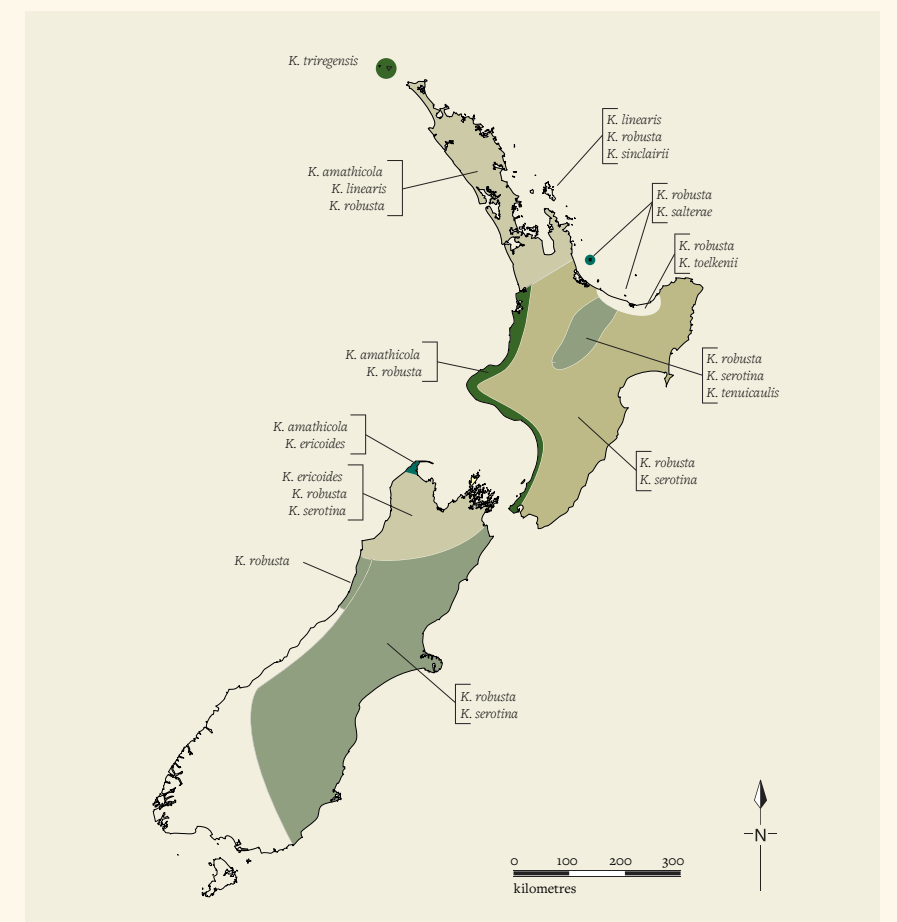 K. triregensis
K. linearis
K. robusta
K. sinclairii
K. amathicola
K. linearis
K. robusta
K. robusta
K. salterae
K. robusta
K. toelkenii
K. amathicola
K. robusta
K. robusta
K. serotina
K. tenuicaulis
K. amathicola
K. ericoides
K. robusta
K. serotina
K. ericoides
K. robusta
K. serotina
K. robusta
K. robusta
K. serotina
N
0 100 200 300
kilometres